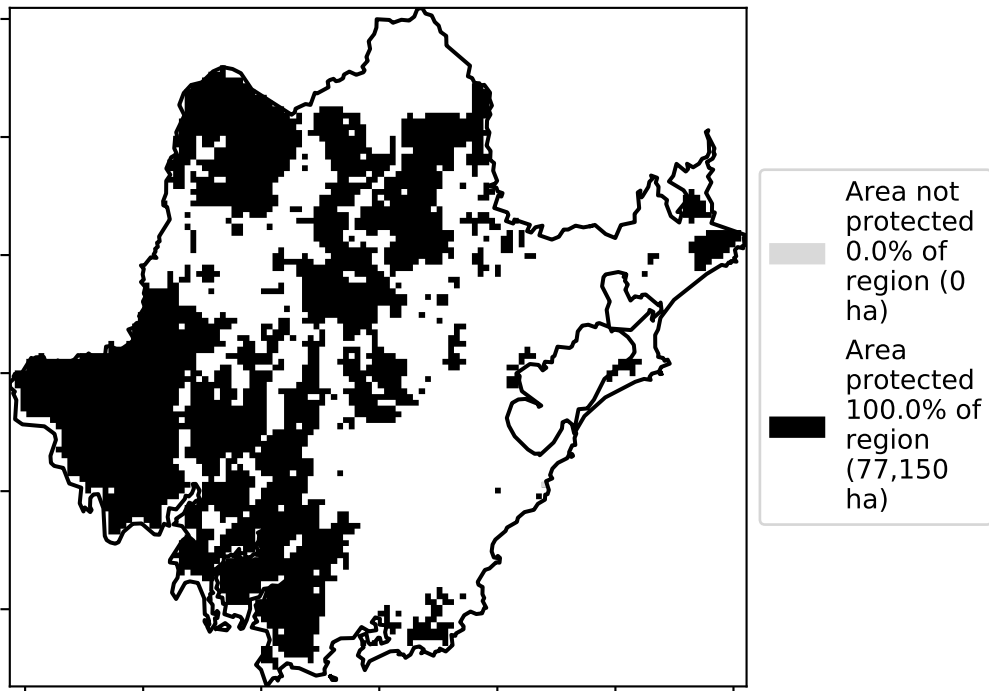 Area not
protected
0.0% of
region (0
ha)
Area
protected
100.0% of
region
(77,150
ha)